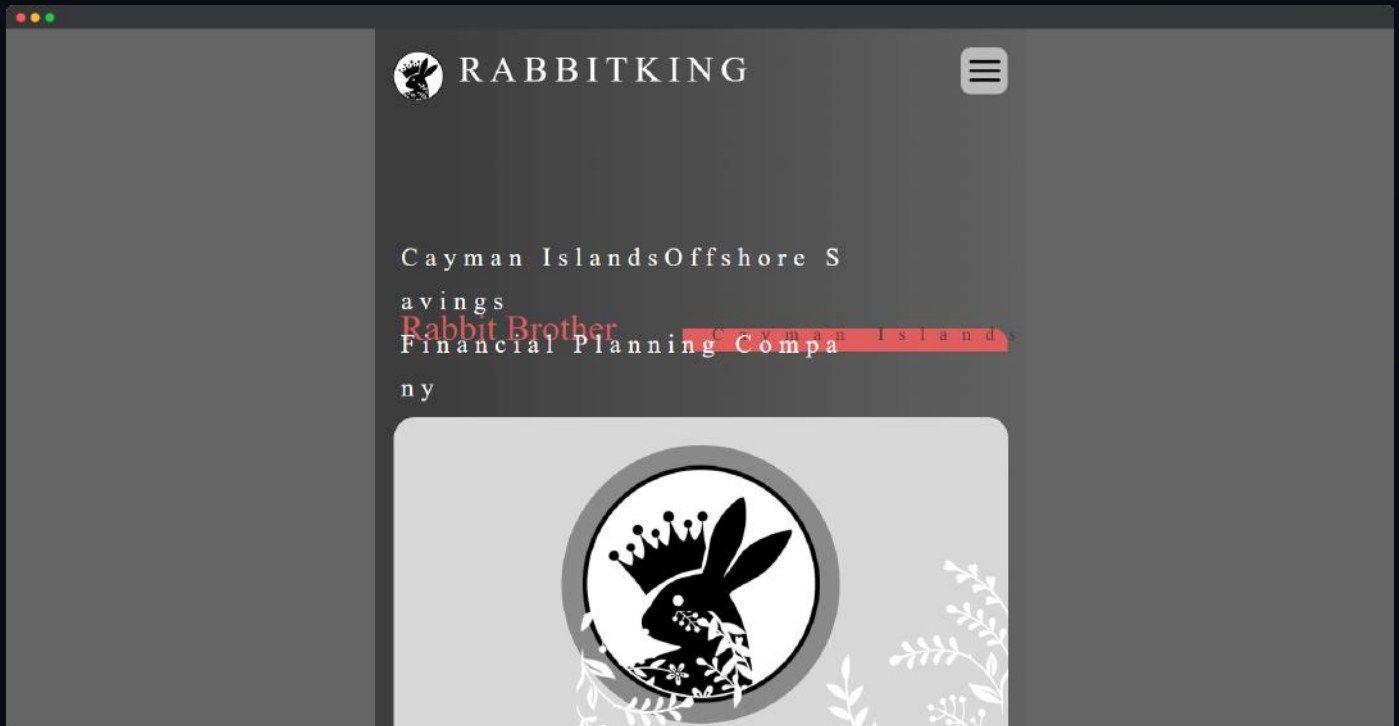 RABBITKING
Cayman IslandsOffshore S
avings
Rabbit Brother
Cayman Islands
Financial Planning Compa
ny